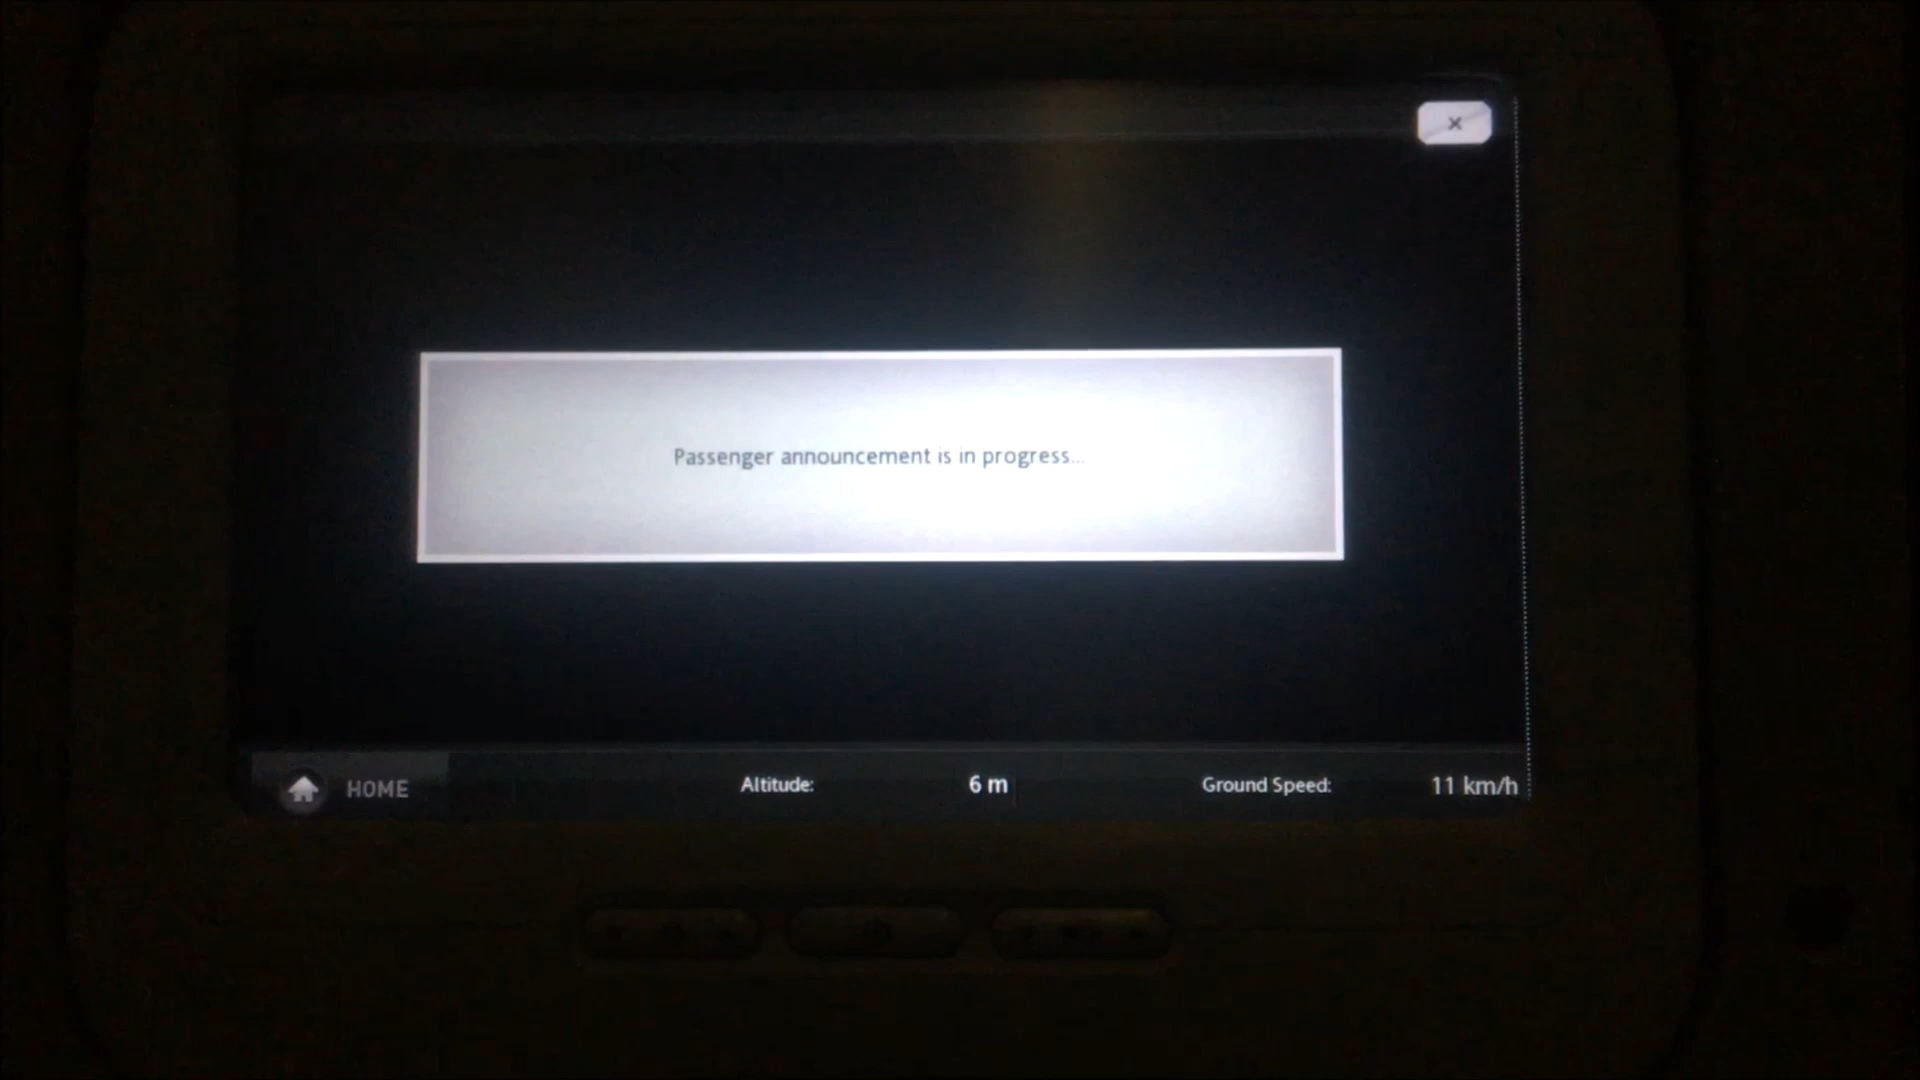 ×
Passenger announcement is in progress...
HOME Altitude: 6 m Ground Speed: 11 km/h